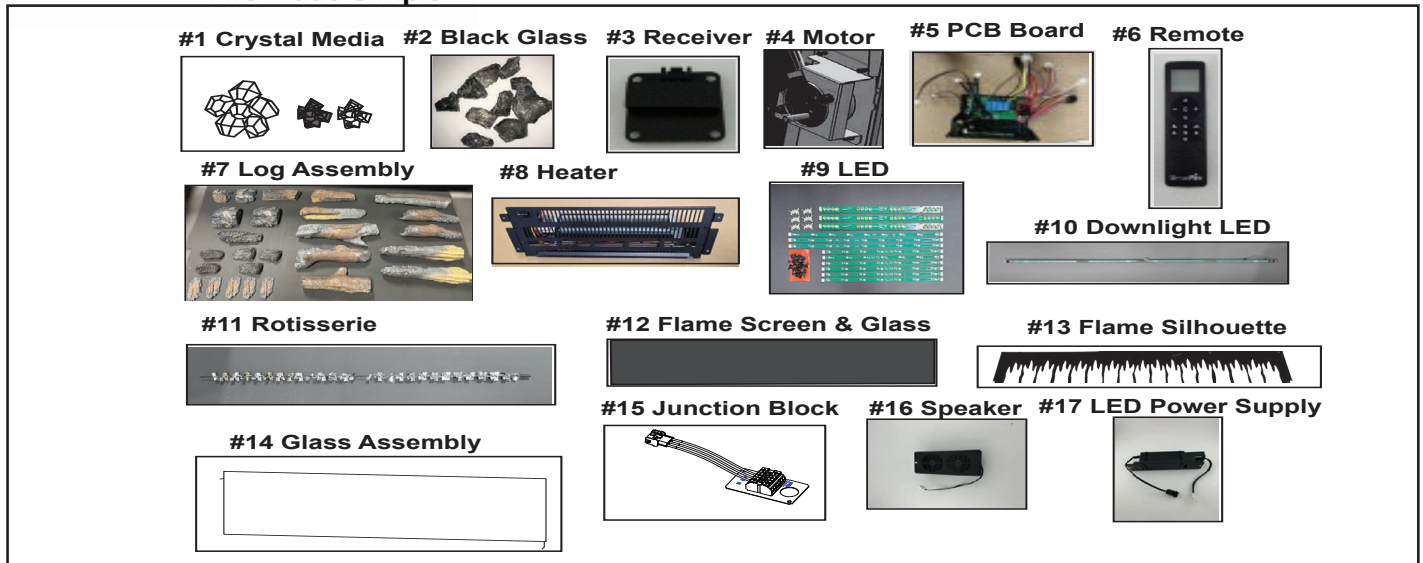 #1 Crystal Media #2 Black Glass #3 Receiver #4 Motor #5 PCB Board #6 Remote
#7 Log Assembly #8 Heater #9 LED
#10 Downlight LED
#11 Rotisserie #12 Flame Screen & Glass #13 Flame Silhouette
#14 Glass Assembly #15 Junction Block #16 Speaker #17 LED Power Supply